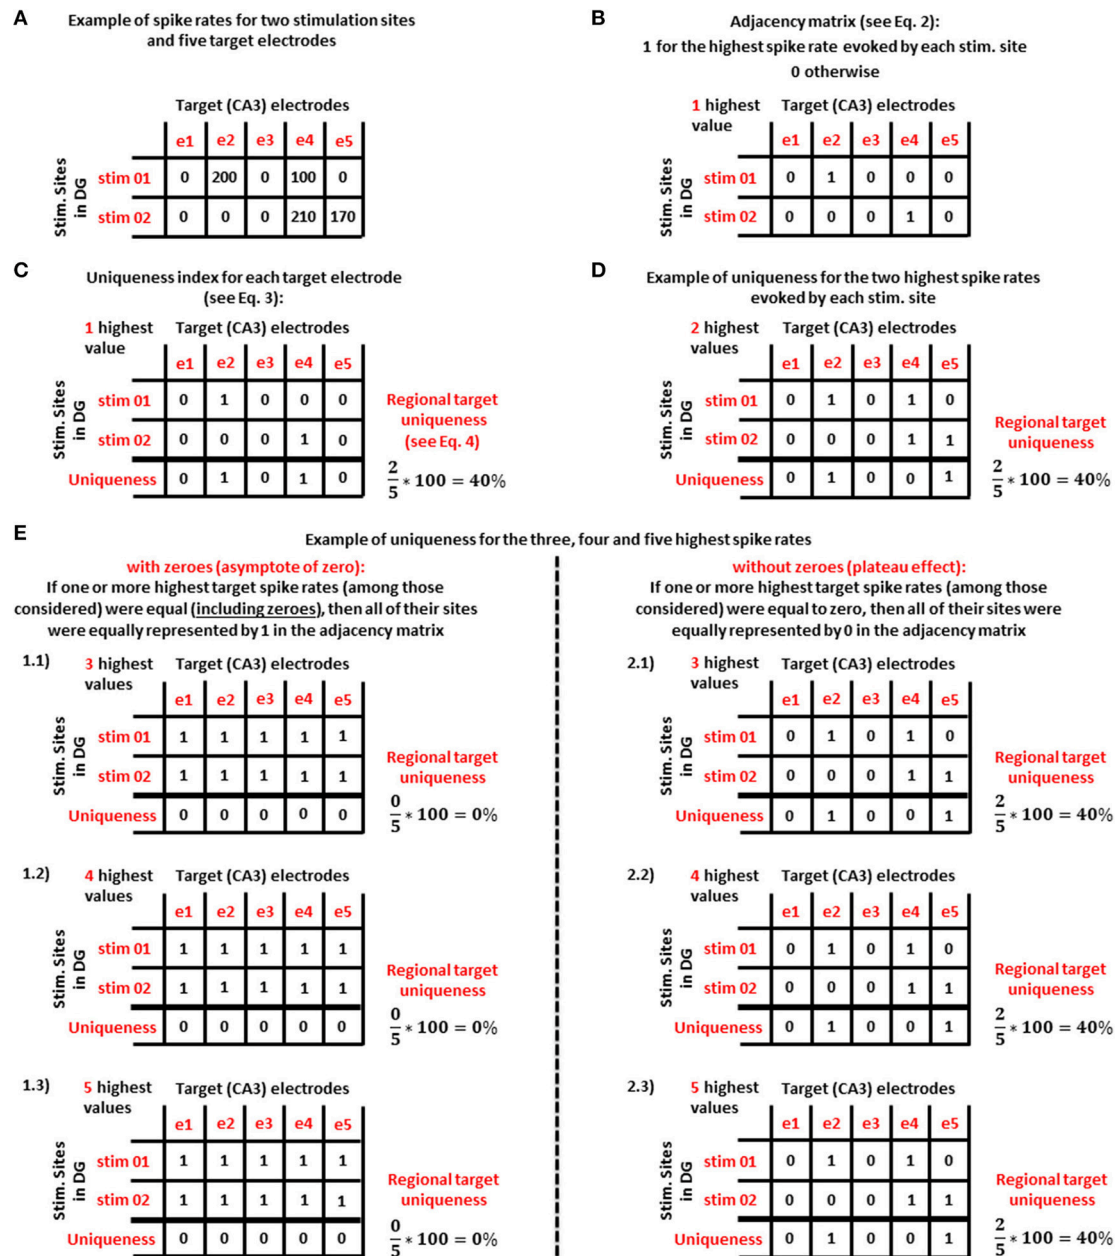 A
Example of spike rates for two stimulation sites
and five target electrodes
Target (CA3) electrodes
e1 e2 e3 e4 e5
Stim. Sites
in DG
stim 01 0 200 0 100 0
stim 02 0 0 0 210 170
B
Adjacency matrix (see Eq. 2):
1 for the highest spike rate evoked by each stim. site
0 otherwise
1 highest
value
Target (CA3) electrodes
e1 e2 e3 e4 e5
Stim. Sites
in DG
stim 01 0 1 0 0 0
stim 02 0 0 0 1 0
C
Uniqueness index for each target electrode
(see Eq. 3):
1 highest
value
Target (CA3) electrodes
e1 e2 e3 e4 e5
Stim. Sites
in DG
stim 01 0 1 0 0 0
stim 02 0 0 0 1 0
Uniqueness 0 1 0 1 0
Regional target
uniqueness
(see Eq. 4)
2/5 * 100 = 40%
D
Example of uniqueness for the two highest spike rates
evoked by each stim. site
2 highest
values
Target (CA3) electrodes
e1 e2 e3 e4 e5
Stim. Sites
in DG
stim 01 0 1 0 1 0
stim 02 0 0 0 1 1
Uniqueness 0 1 0 0 1
Regional target
uniqueness
2/5 * 100 = 40%
E
Example of uniqueness for the three, four and five highest spike rates
with zeroes (asymptote of zero):
If one or more highest target spike rates (among those
considered) were equal (including zeroes), then all of their sites
were equally represented by 1 in the adjacency matrix
1.1)
3 highest
values
Target (CA3) electrodes
e1 e2 e3 e4 e5
Stim. Sites
in DG
stim 01 1 1 1 1 1
stim 02 1 1 1 1 1
Uniqueness 0 0 0 0 0
Regional target
uniqueness
0/5 * 100 = 0%
1.2)
4 highest
values
Target (CA3) electrodes
e1 e2 e3 e4 e5
Stim. Sites
in DG
stim 01 1 1 1 1 1
stim 02 1 1 1 1 1
Uniqueness 0 0 0 0 0
Regional target
uniqueness
0/5 * 100 = 0%
1.3)
5 highest
values
Target (CA3) electrodes
e1 e2 e3 e4 e5
Stim. Sites
in DG
stim 01 1 1 1 1 1
stim 02 1 1 1 1 1
Uniqueness 0 0 0 0 0
Regional target
uniqueness
0/5 * 100 = 0%
without zeroes (plateau effect):
If one or more highest target spike rates (among those
considered) were equal to zero, then all of their sites were
equally represented by 0 in the adjacency matrix
2.1)
3 highest
values
Target (CA3) electrodes
e1 e2 e3 e4 e5
Stim. Sites
in DG
stim 01 0 1 0 1 0
stim 02 0 0 0 1 1
Uniqueness 0 1 0 0 1
Regional target
uniqueness
2/5 * 100 = 40%
2.2)
4 highest
values
Target (CA3) electrodes
e1 e2 e3 e4 e5
Stim. Sites
in DG
stim 01 0 1 0 1 0
stim 02 0 0 0 1 1
Uniqueness 0 1 0 0 1
Regional target
uniqueness
2/5 * 100 = 40%
2.3)
5 highest
values
Target (CA3) electrodes
e1 e2 e3 e4 e5
Stim. Sites
in DG
stim 01 0 1 0 1 0
stim 02 0 0 0 1 1
Uniqueness 0 1 0 0 1
Regional target
uniqueness
2/5 * 100 = 40%